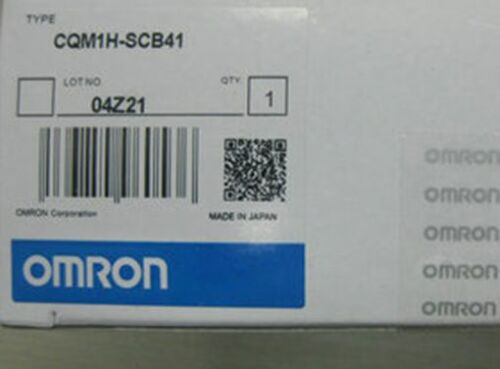 TYPE
CQM1H-SCB41
LOT NO
QTY.
04Z21
1
OMRON Corporation
MADE IN JAPAN
OMRON
OMRON
OMRON
OMRON
OMRON
OMRON